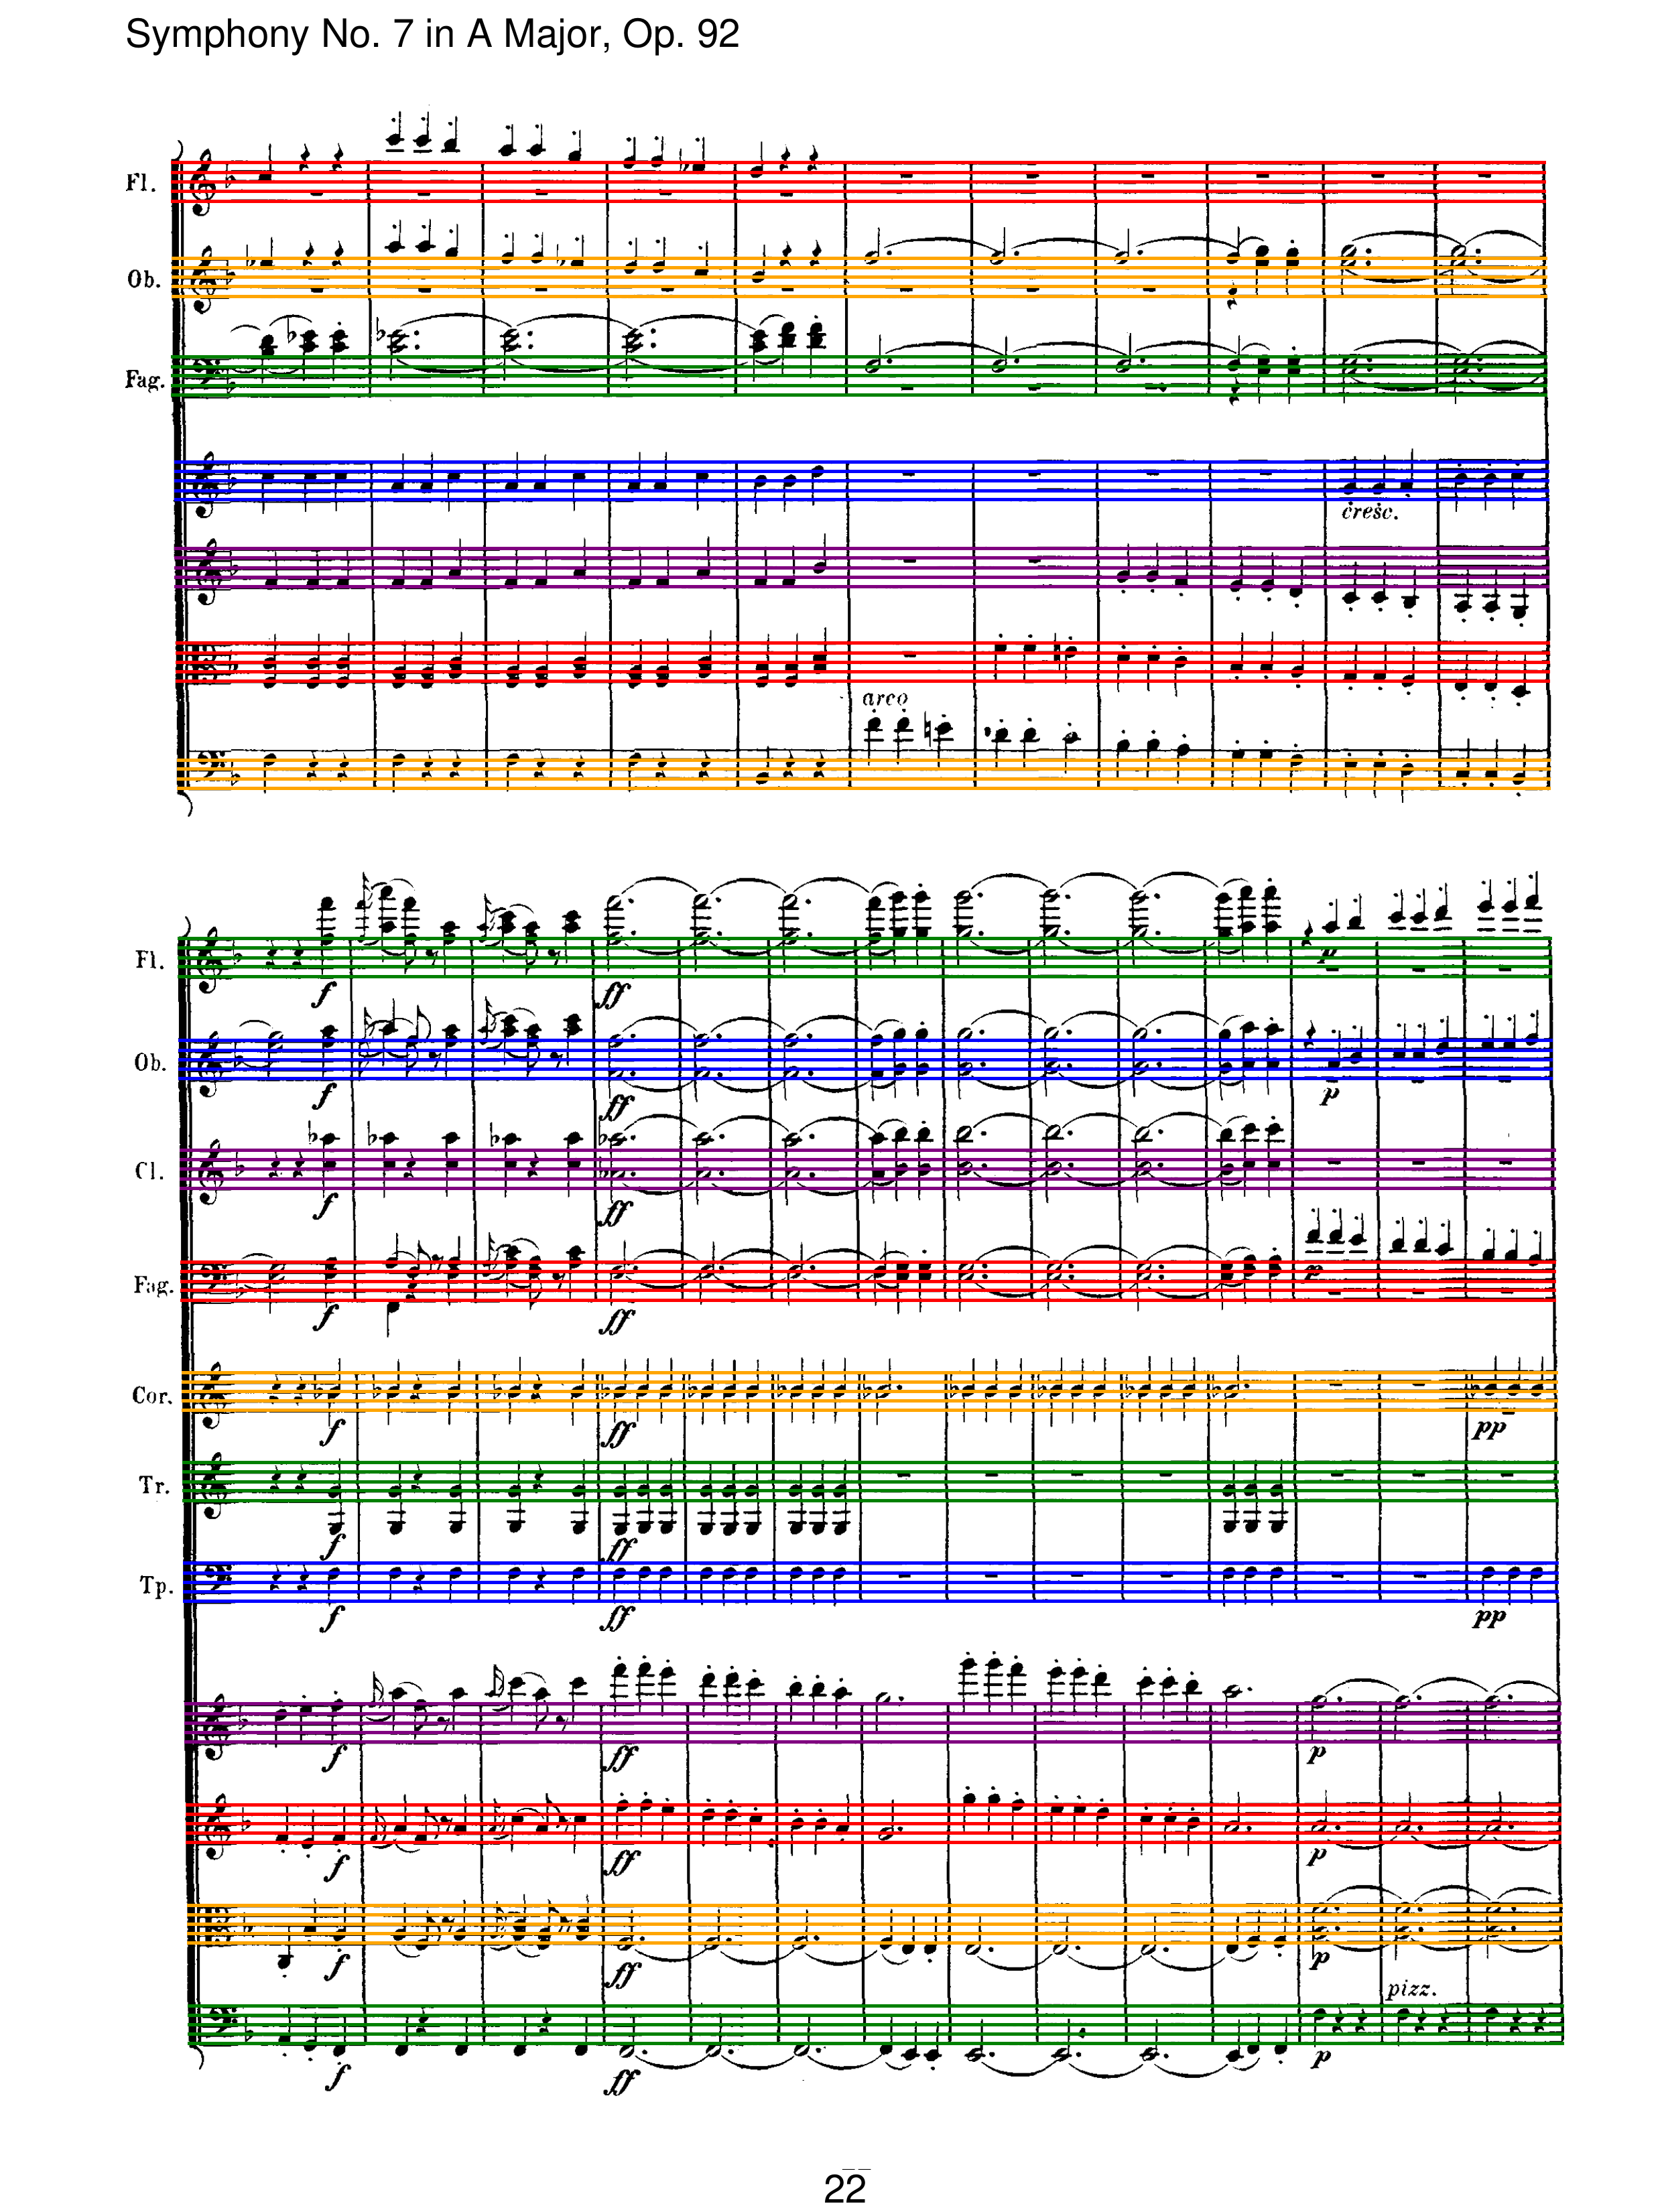 Symphony No. 7 in A Major, Op. 92
Fl.
Ob.
Fag.
cresc.
arco
Fl.
f
ff
p
Ob.
f
ff
p
Cl.
f
ff
Fag.
f
ff
p
Cor.
f
ff
pp
Tr.
f
ff
Tp.
f
ff
pp
f
ff
p
f
ff
p
f
ff
p
pizz.
f
ff
p
22